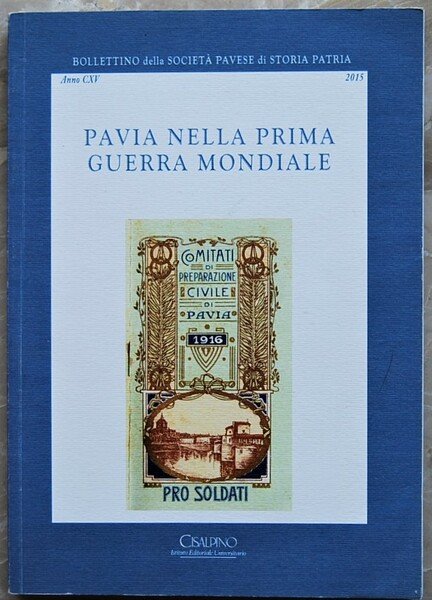 BOLLETTINO della SOCIETÀ PAVESE di STORIA PATRIA
Anno CXV 2015
PAVIA NELLA PRIMA
GUERRA MONDIALE
COMITATI
DI
PREPARAZIONE
CIVILE
DI
PAVIA
1916
PRO SOLDATI
CISALPINO
Istituto Editoriale Universitario